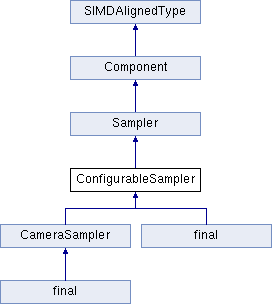 SIMDAlignedType
Component
Sampler
ConfigurableSampler
CameraSampler
final
final